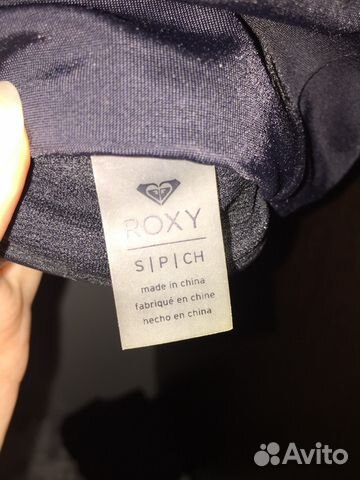 ROXY
S|P|CH
made in china
fabriqué en chine
hecho en china
Avito